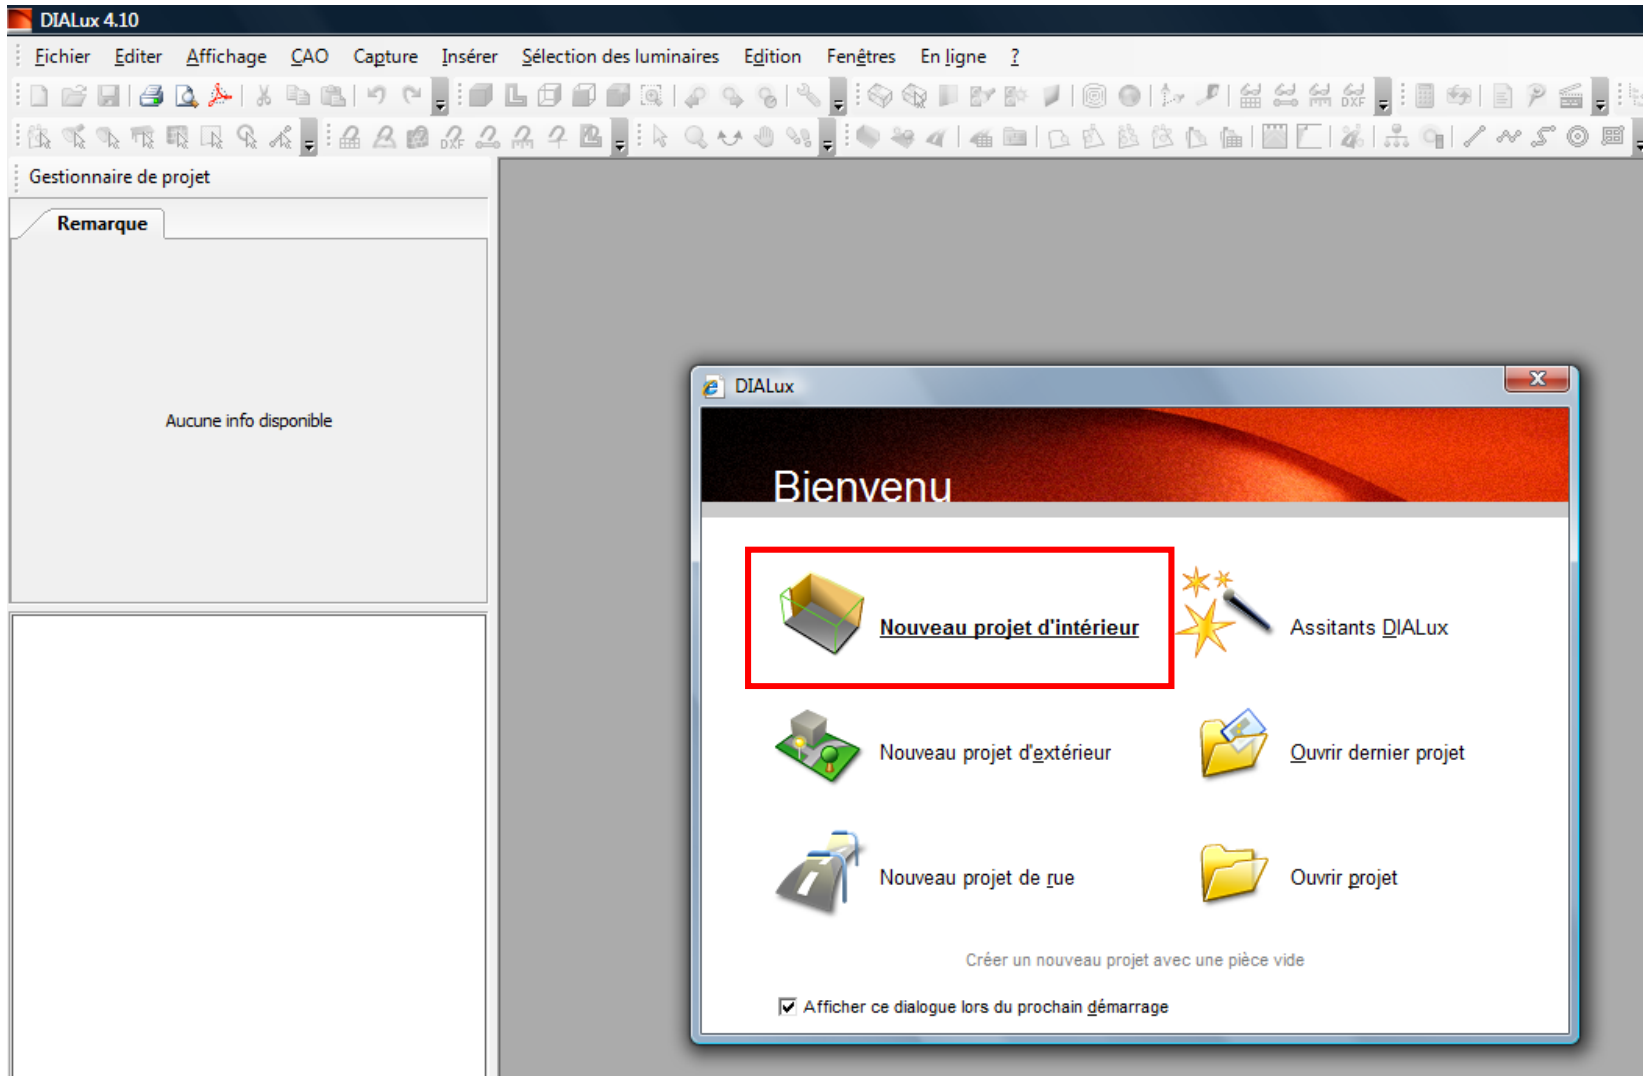 DIALux 4.10
Fichier Editer Affichage CAO Capture Insérer Sélection des luminaires Edition Fenêtres En ligne ?
DXF
DXF
Gestionnaire de projet
Remarque
Aucune info disponible
DIALux
Bienvenu
Nouveau projet d'intérieur
Assitants DIALux
Nouveau projet d'extérieur
Ouvrir dernier projet
Nouveau projet de rue
Ouvrir projet
Créer un nouveau projet avec une pièce vide
Afficher ce dialogue lors du prochain démarrage